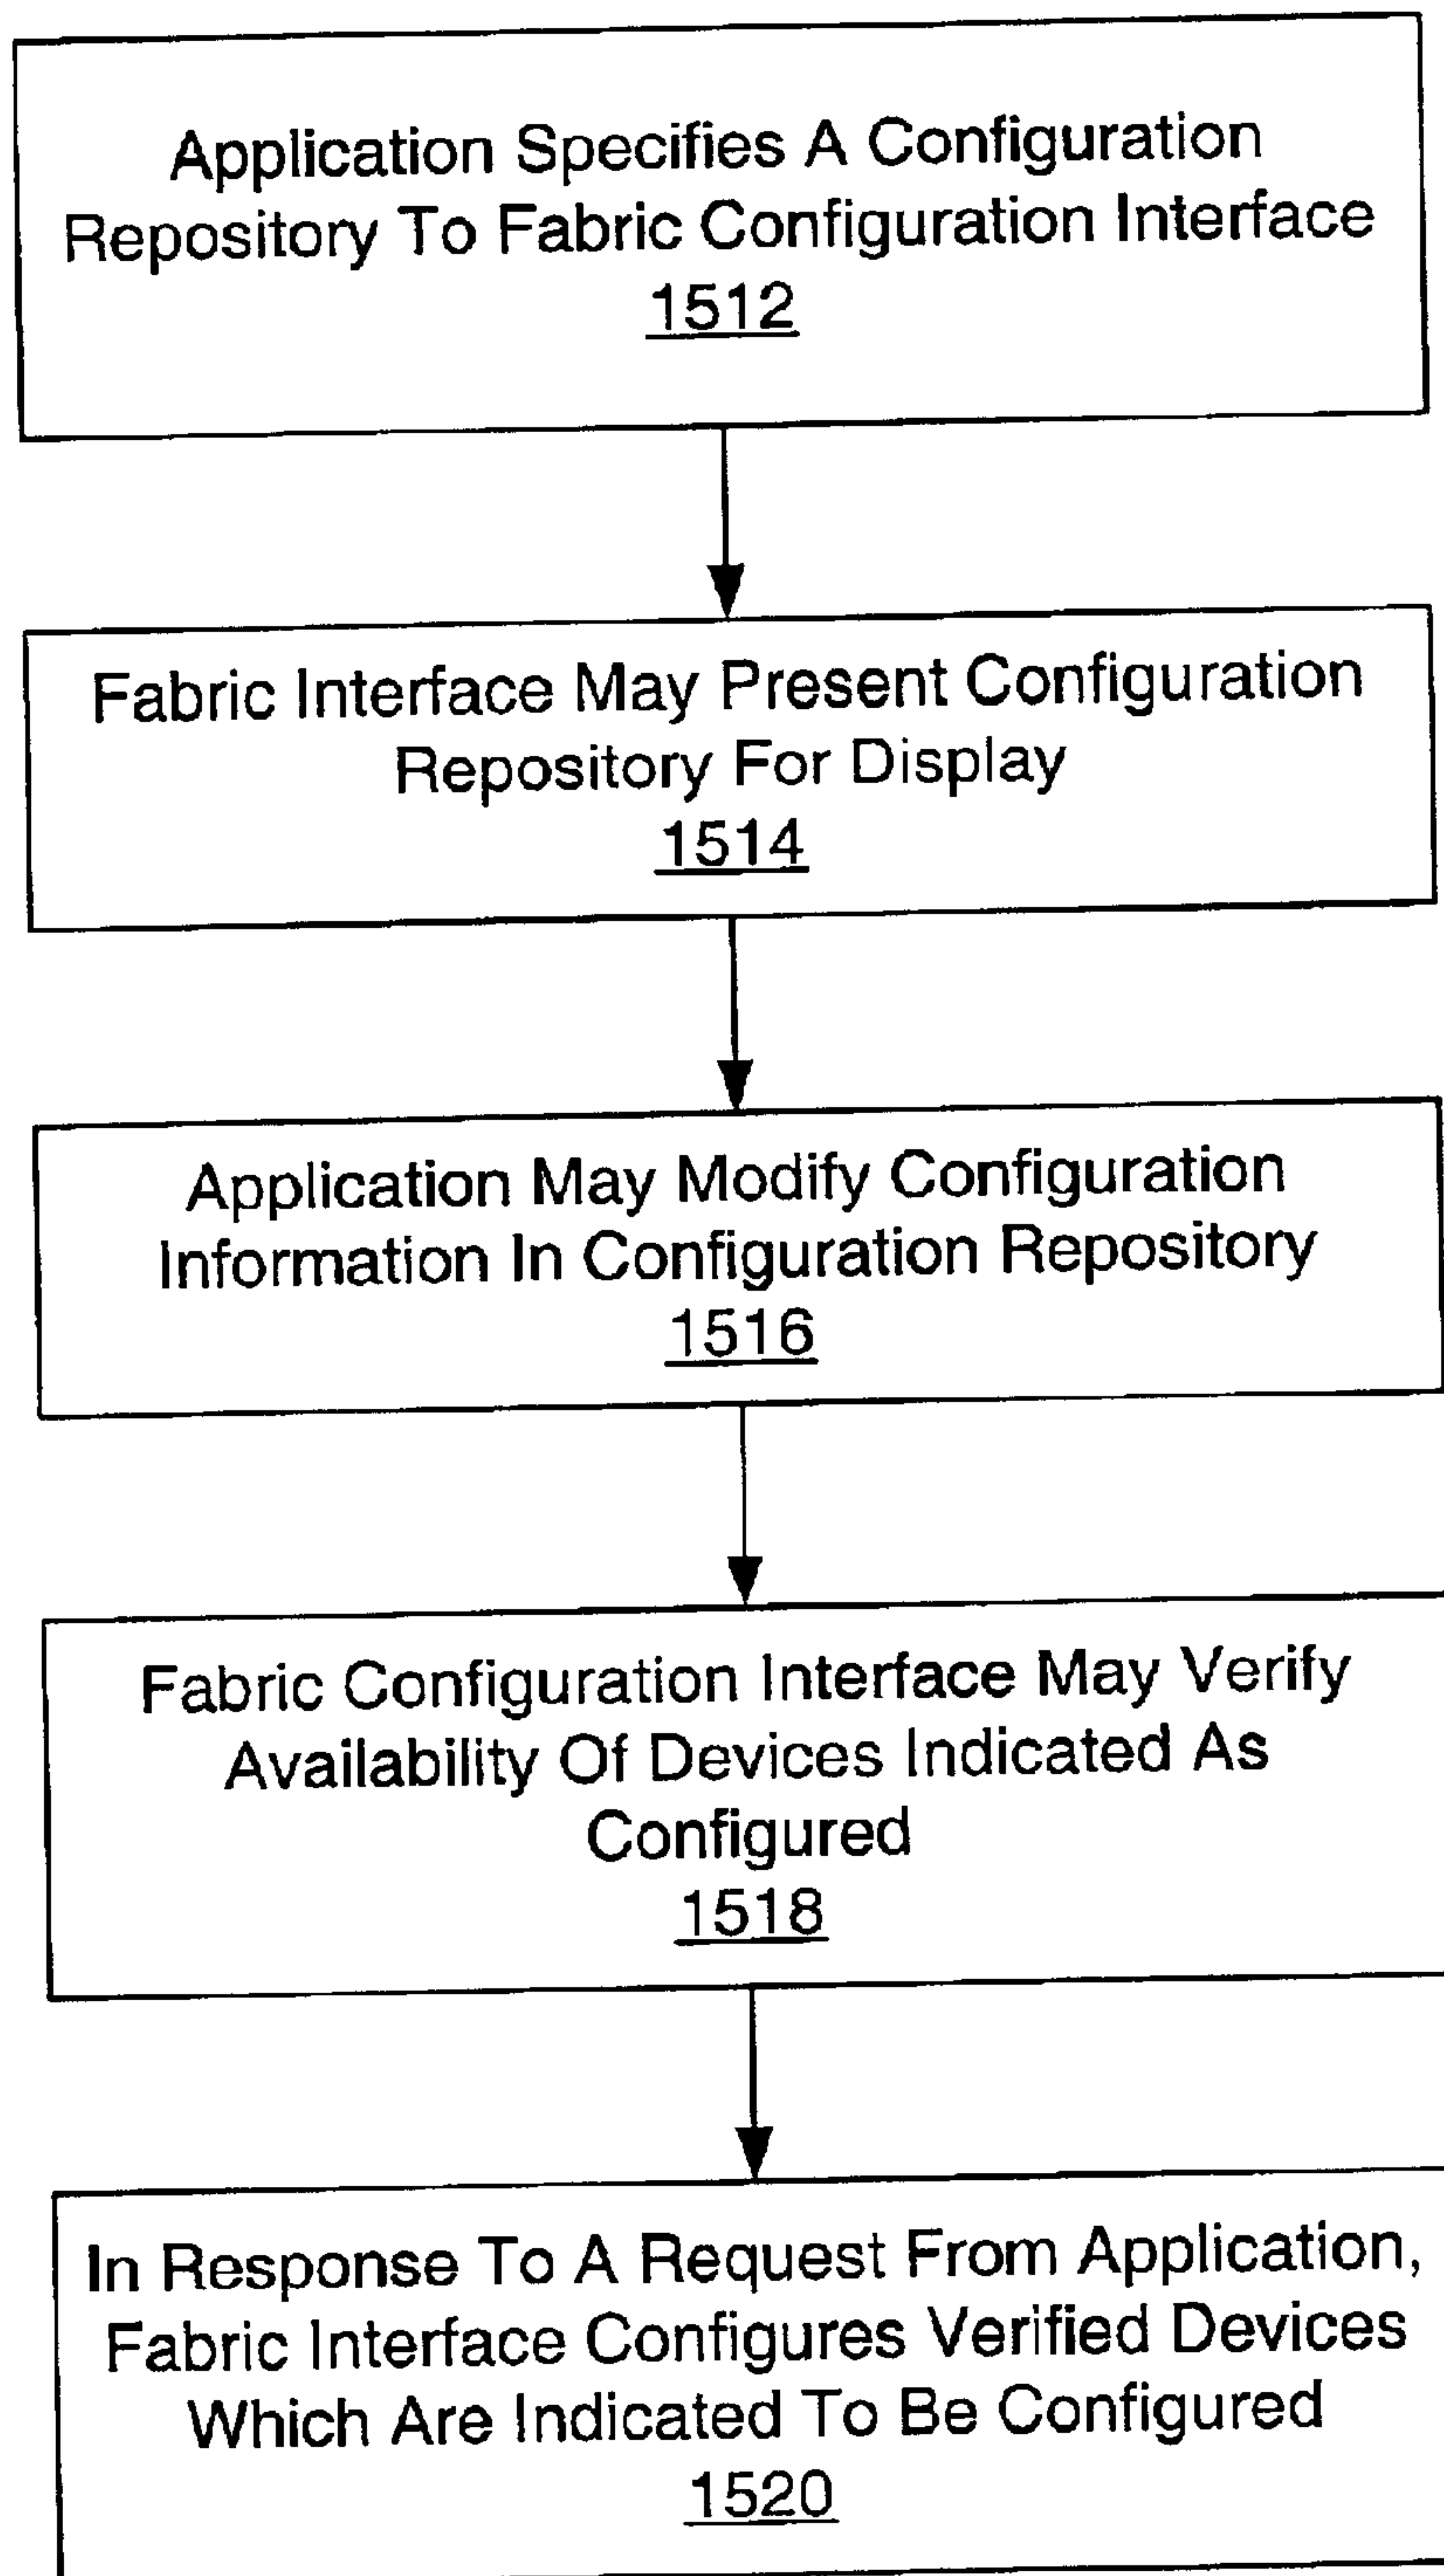 Application Specifies A Configuration
Repository To Fabric Configuration Interface
1512
Fabric Interface May Present Configuration
Repository For Display
1514
Application May Modify Configuration
Information In Configuration Repository
1516
Fabric Configuration Interface May Verify
Availability Of Devices Indicated As
Configured
1518
In Response To A Request From Application,
Fabric Interface Configures Verified Devices
Which Are Indicated To Be Configured
1520